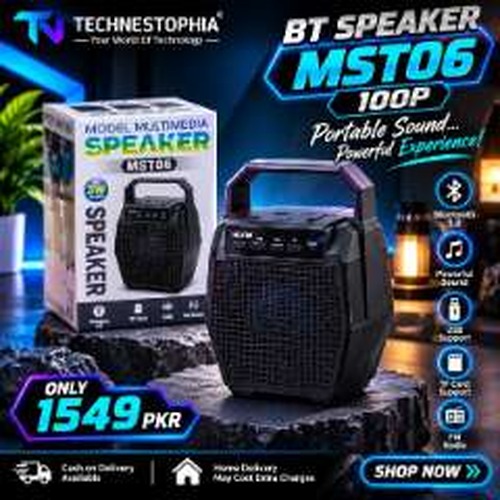 TECHNESTOPHIA
Your World Of Technology
BT SPEAKER
MST06
100P
Portable Sound...
Powerful Experience!
MODEL MULTIMEDIA
SPEAKER
MST06
3W
SPEAKER
Bluetooth
Powerful
Sound
USB
Support
TF Card
Support
FM
Radio
ONLY
1549 PKR
Cash on Delivery
Available
Home Delivery
May Cost Extra Charges
SHOP NOW >>